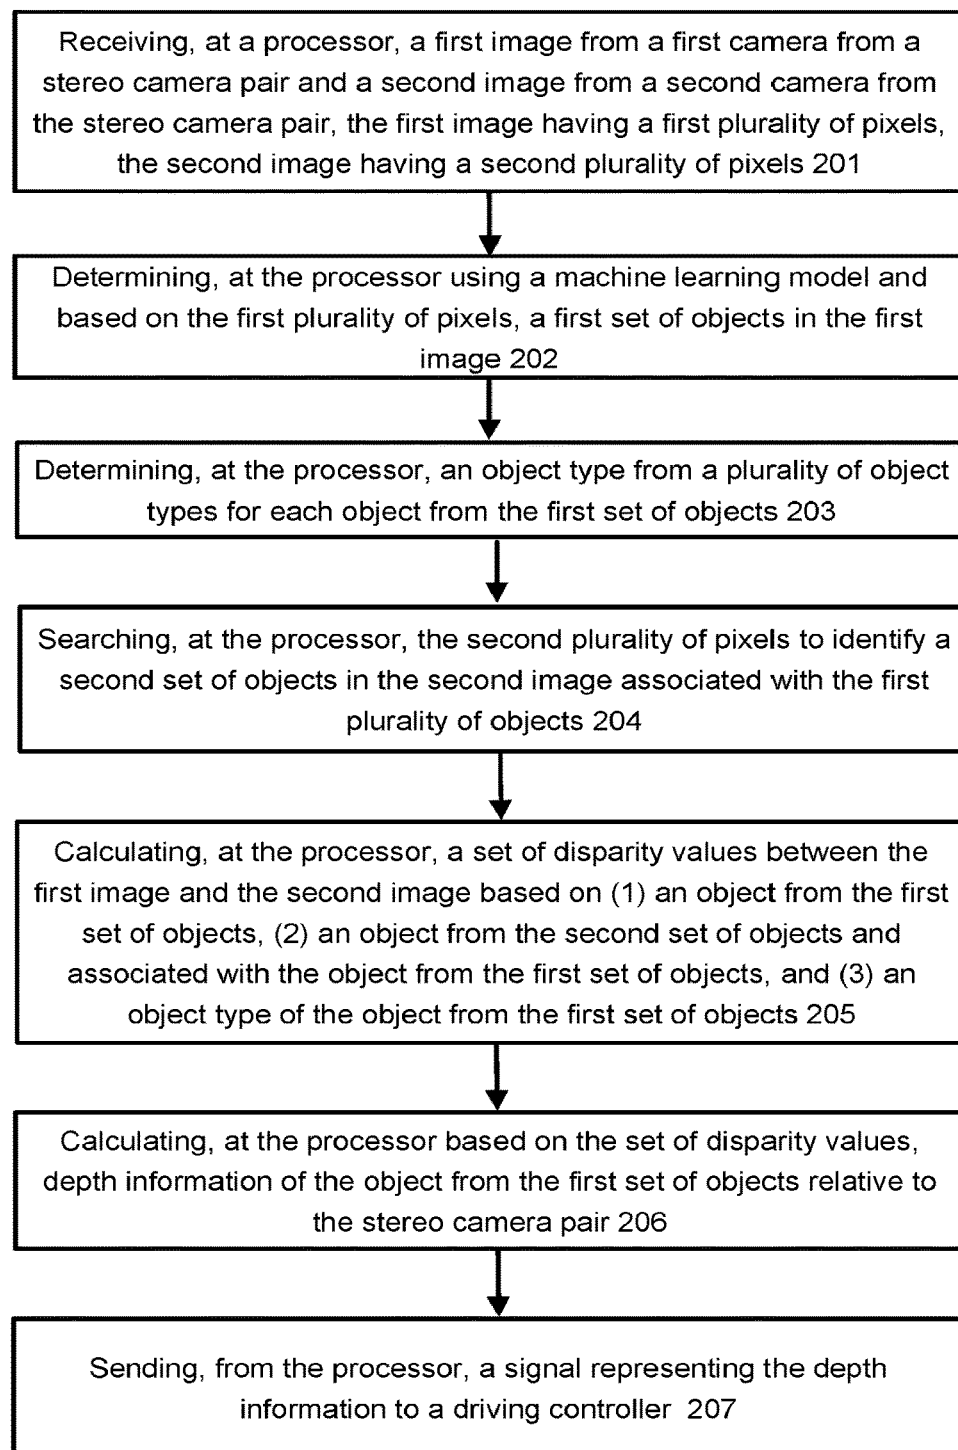 Receiving, at a processor, a first image from a first camera from a
stereo camera pair and a second image from a second camera from
the stereo camera pair, the first image having a first plurality of pixels,
the second image having a second plurality of pixels 201
Determining, at the processor using a machine learning model and
based on the first plurality of pixels, a first set of objects in the first
image 202
Determining, at the processor, an object type from a plurality of object
types for each object from the first set of objects 203
Searching, at the processor, the second plurality of pixels to identify a
second set of objects in the second image associated with the first
plurality of objects 204
Calculating, at the processor, a set of disparity values between the
first image and the second image based on (1) an object from the first
set of objects, (2) an object from the second set of objects and
associated with the object from the first set of objects, and (3) an
object type of the object from the first set of objects 205
Calculating, at the processor based on the set of disparity values,
depth information of the object from the first set of objects relative to
the stereo camera pair 206
Sending, from the processor, a signal representing the depth
information to a driving controller 207